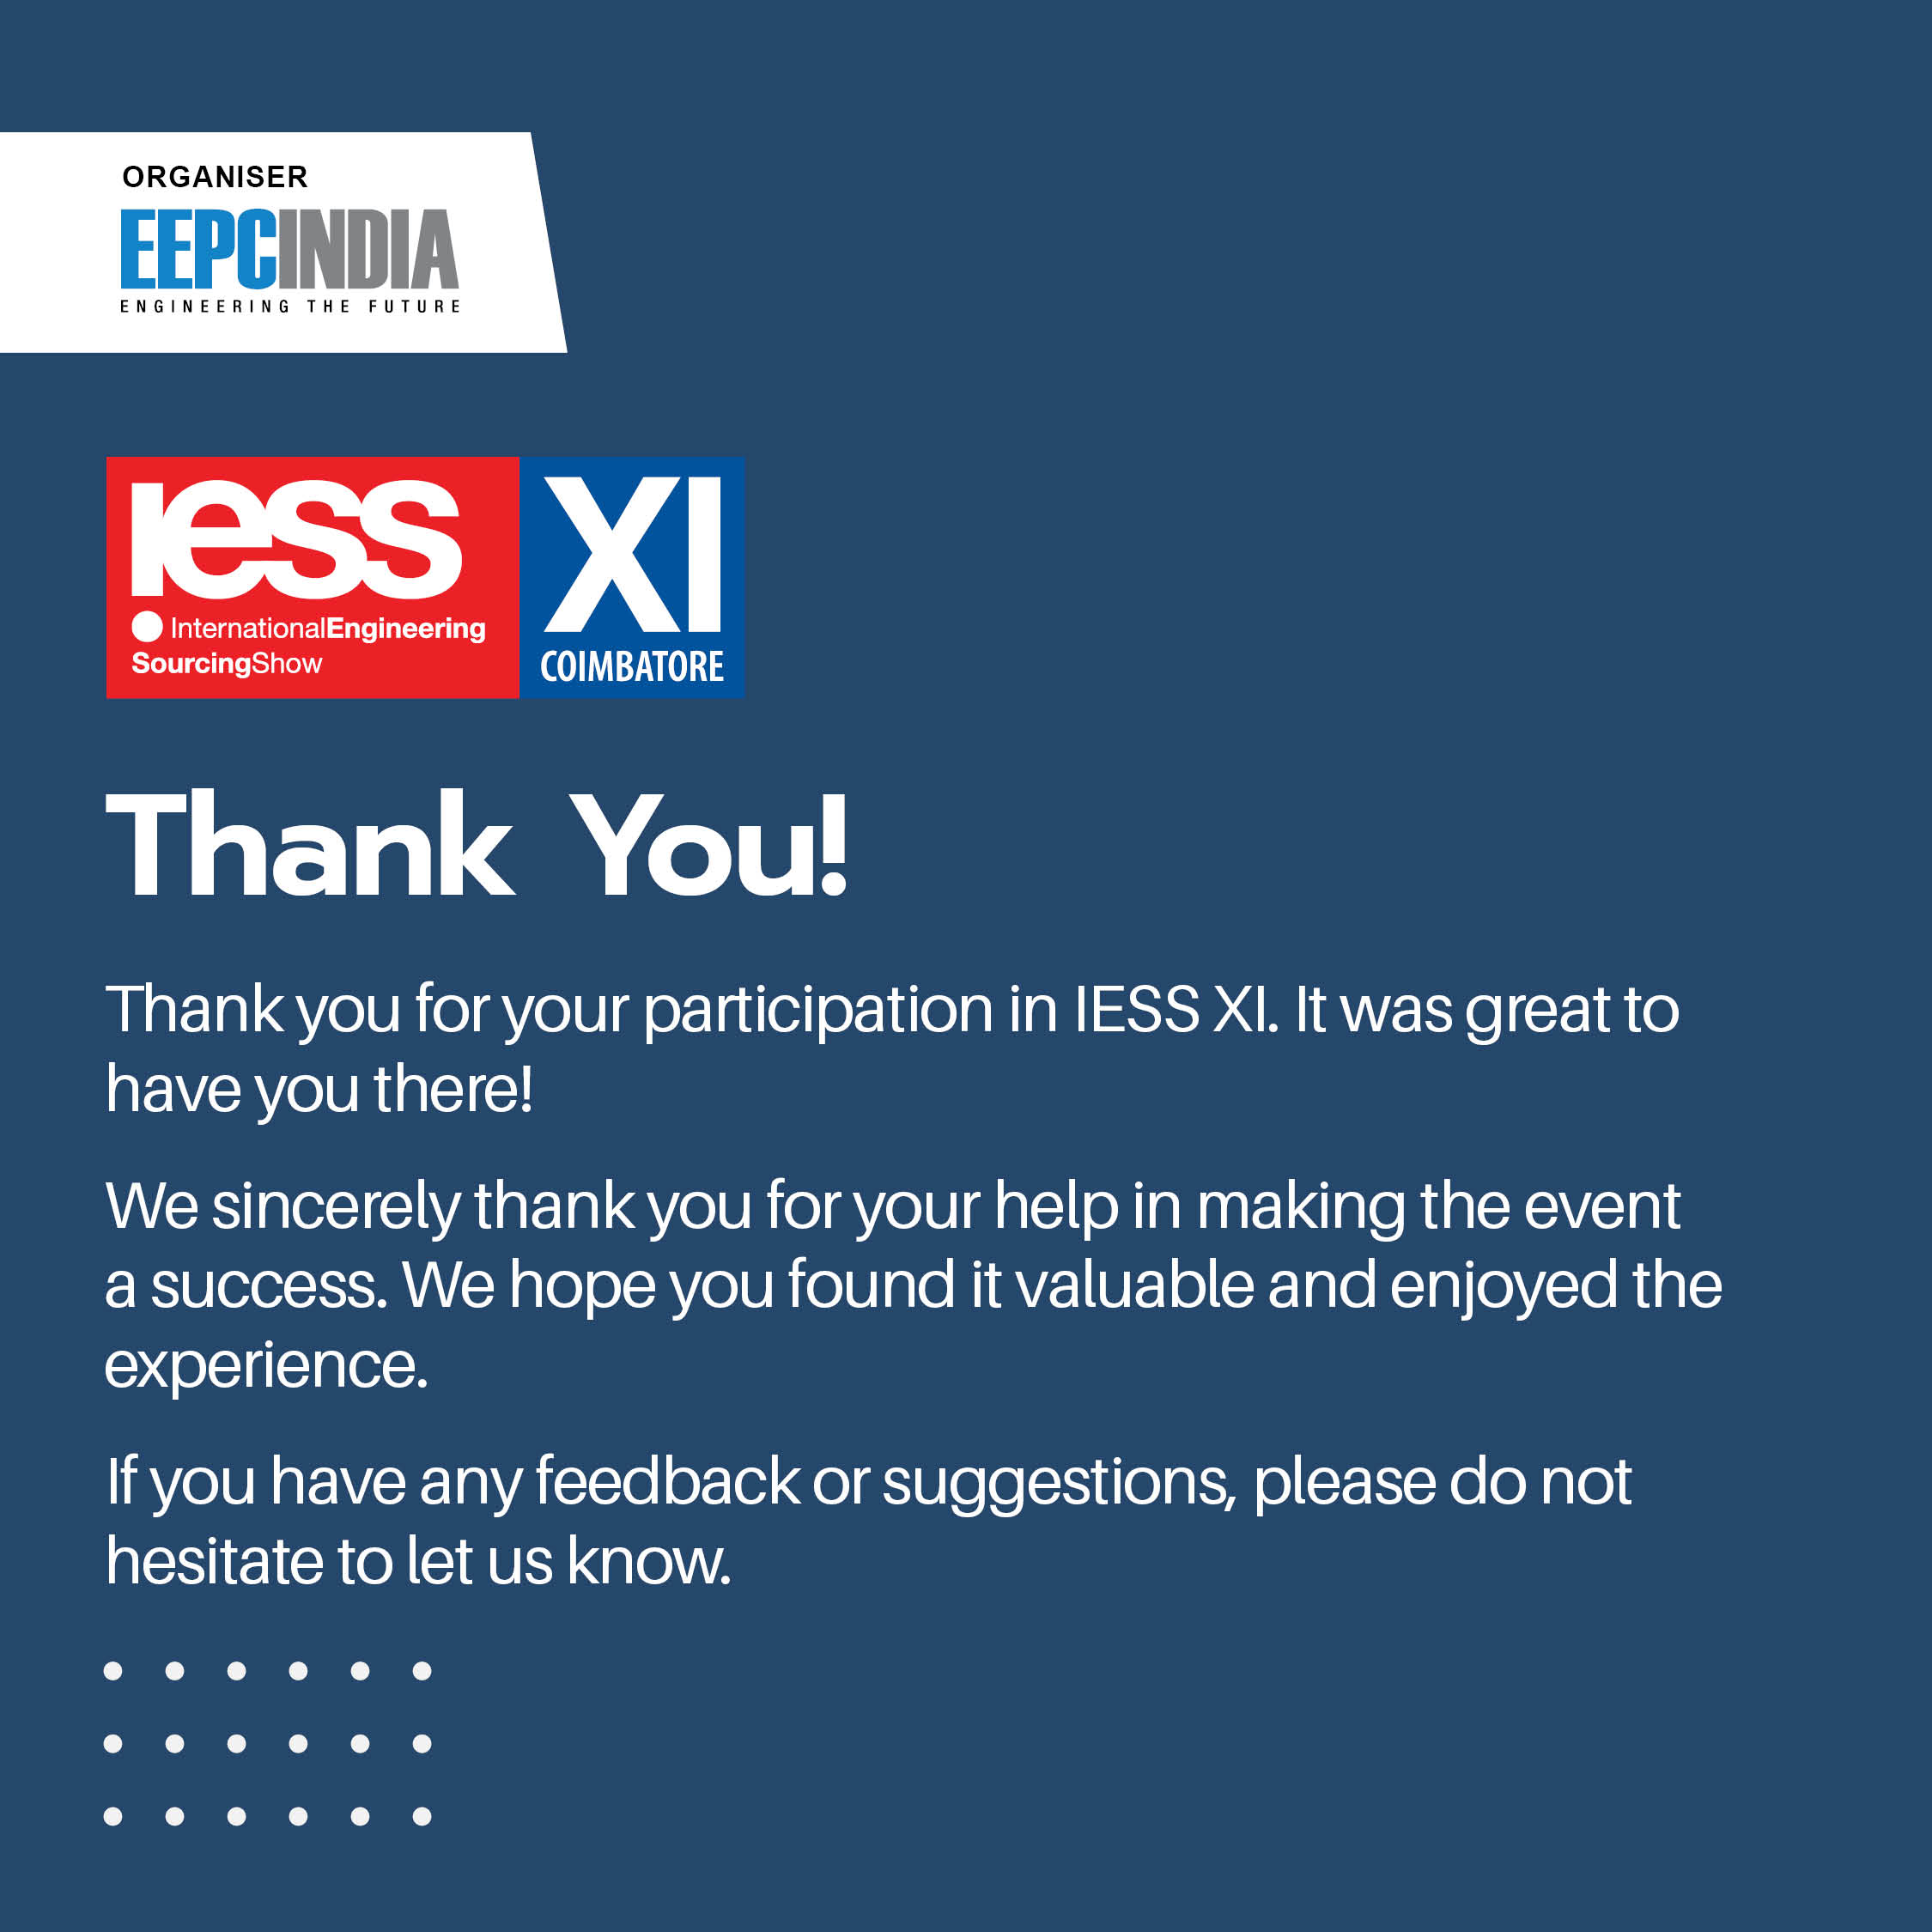 ORGANISER
EEPCINDIA
ENGINEERING THE FUTURE
iess
InternationalEngineering
SourcingShow
XI
COIMBATORE
Thank You!
Thank you for your participation in IESS XI. It was great to
have you there!
We sincerely thank you for your help in making the event
a success. We hope you found it valuable and enjoyed the
experience.
If you have any feedback or suggestions, please do not
hesitate to let us know.